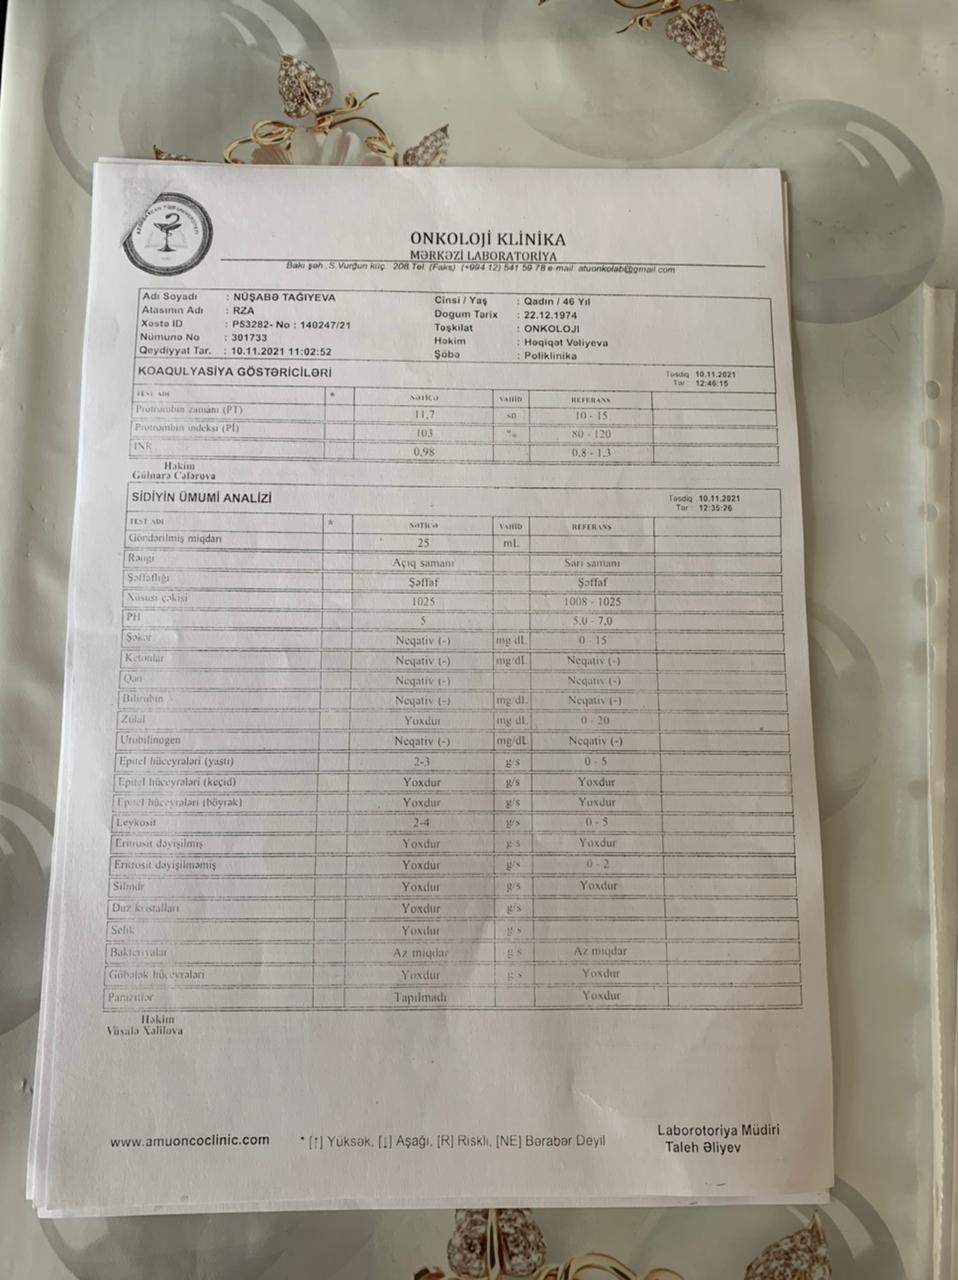 ONKOLOJİ KLİNİKA
MƏRKƏZİ LABORATORİYA
Bakı şəh., S.Vurğun küç. 208 Tel. (Faks) (+994 12) 541 59 78 e-mail: atuonkolab@gmail.com
Adı Soyadı : NÜŞABƏ TAĞIYEVA Cinsi / Yaş : Qadın / 46 Yıl
Atasının Adı : RZA Dogum Tarix : 22.12.1974
Xəstə ID : P53282- No : 140247/21 Təşkilat : ONKOLOJI
Nümunə No : 301733 Həkim : Həqiqət Vəliyeva
Qeydiyyat Tar. : 10.11.2021 11:02:52 Şöbə : Poliklinika
KOAQULYASİYA GÖSTƏRİCİLƏRİ Təsdiq Tar 10.11.2021 12:46:15
TEST ADI * NƏTİCƏ VAHİD REFERANS
Protrombin zamanı (PT) 11,7 sn 10 - 15
Protrombin indeksi (Pİ) 103 % 80 - 120
INR 0,98 0,8 - 1,3
Həkim
Gülnarə Cəfərova
SİDİYİN ÜMUMİ ANALİZİ Təsdiq Tar : 10.11.2021 12:35:26
TEST ADI * NƏTİCƏ VAHİD REFERANS
Göndərilmiş miqdarı 25 mL
Rəngi Açıq samanı Sarı samanı
Şəffaflığı Şəffaf Şəffaf
Xüsusi çəkisi 1025 1008 - 1025
PH 5 5.0 - 7,0
Şəkər Neqativ (-) mg/dL 0 - 15
Ketonlar Neqativ (-) mg/dL Neqativ (-)
Qan Neqativ (-) Neqativ (-)
Bilirubin Neqativ (-) mg/dL Neqativ (-)
Zülal Yoxdur mg/dL 0 - 20
Urobilinogen Neqativ (-) mg/dL Neqativ (-)
Epitel hüceyrələri (yastı) 2-3 g/s 0 - 5
Epitel hüceyrələri (keçid) Yoxdur g/s Yoxdur
Epitel hüceyrələri (böyrək) Yoxdur g/s Yoxdur
Leykosit 2-4 g/s 0 - 5
Eritrosit dəyişilmiş Yoxdur g/s Yoxdur
Eritrosit dəyişilməmiş Yoxdur g/s 0 - 2
Silindr Yoxdur g/s Yoxdur
Duz kristalları Yoxdur g/s
Selik Yoxdur g/s
Bakteriyalar Az miqdar g/s Az miqdar
Göbələk hüceyrələri Yoxdur g/s Yoxdur
Parazitlər Tapılmadı Yoxdur
Həkim
Vüsalə Xəlilova
www.amuoncoclinic.com * [↑] Yüksək, [↓] Aşağı, [R] Riskli, [NE] Bərabər Deyil
Laborotoriya Müdiri
Taleh Əliyev